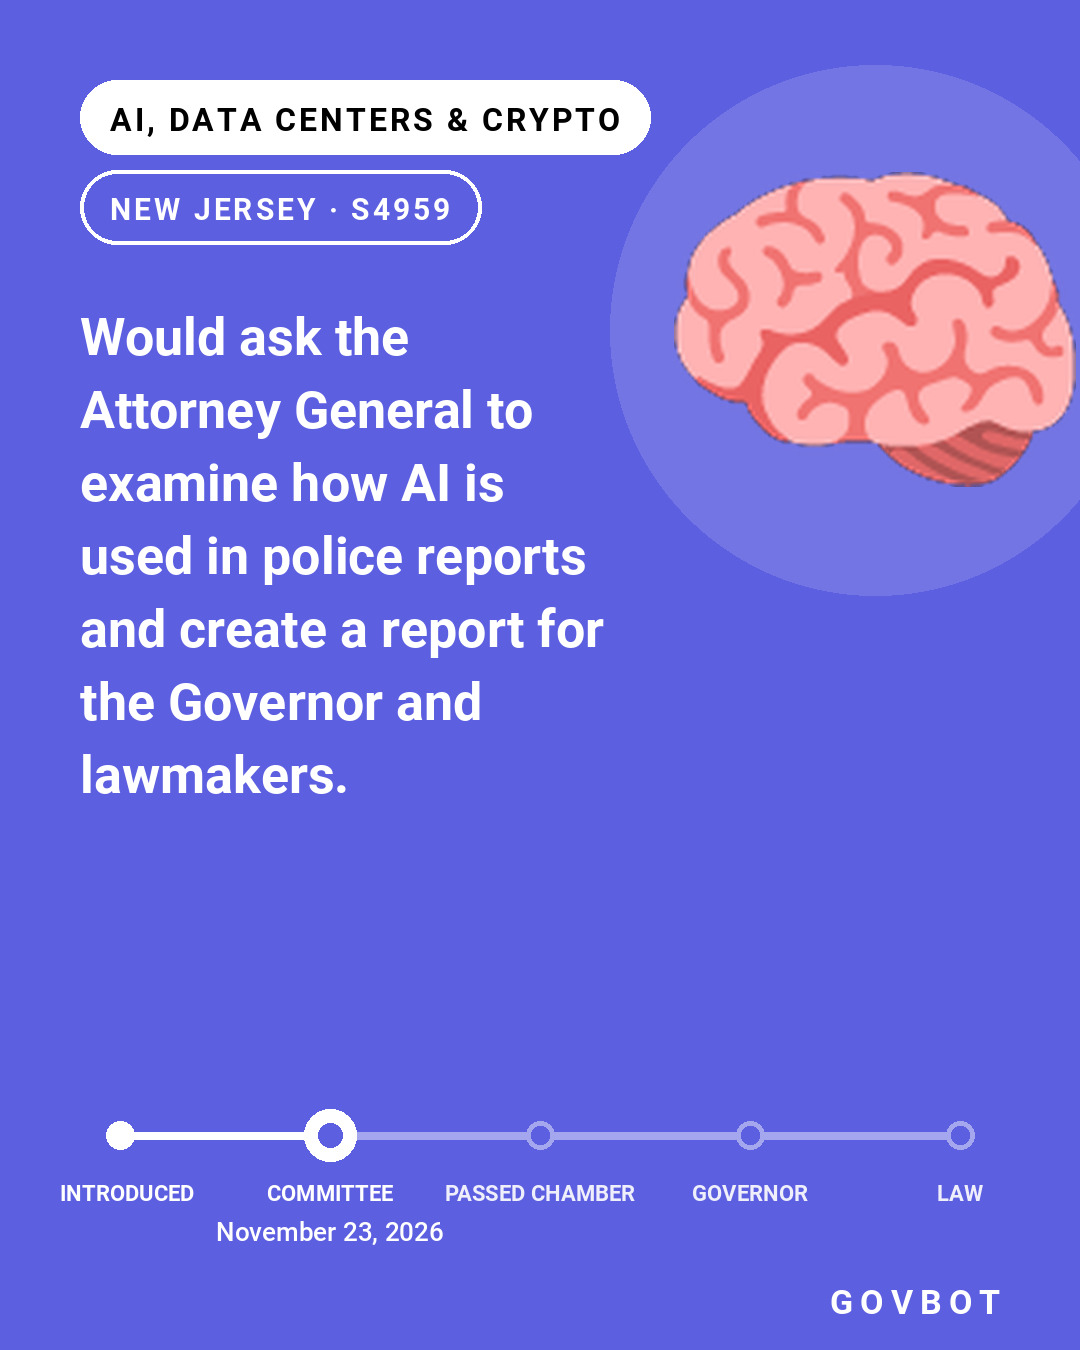 AI, DATA CENTERS & CRYPTO
NEW JERSEY · S4959
Would ask the
Attorney General to
examine how AI is
used in police reports
and create a report for
the Governor and
lawmakers.
INTRODUCED
COMMITTEE
PASSED CHAMBER
GOVERNOR
LAW
November 23, 2026
GOVBOT